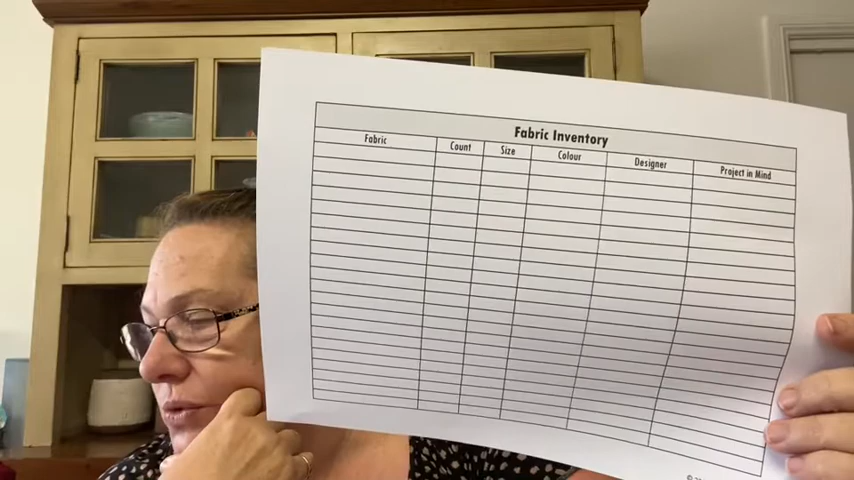 Fabric Inventory
Fabric Count Size Colour Designer Project in Mind